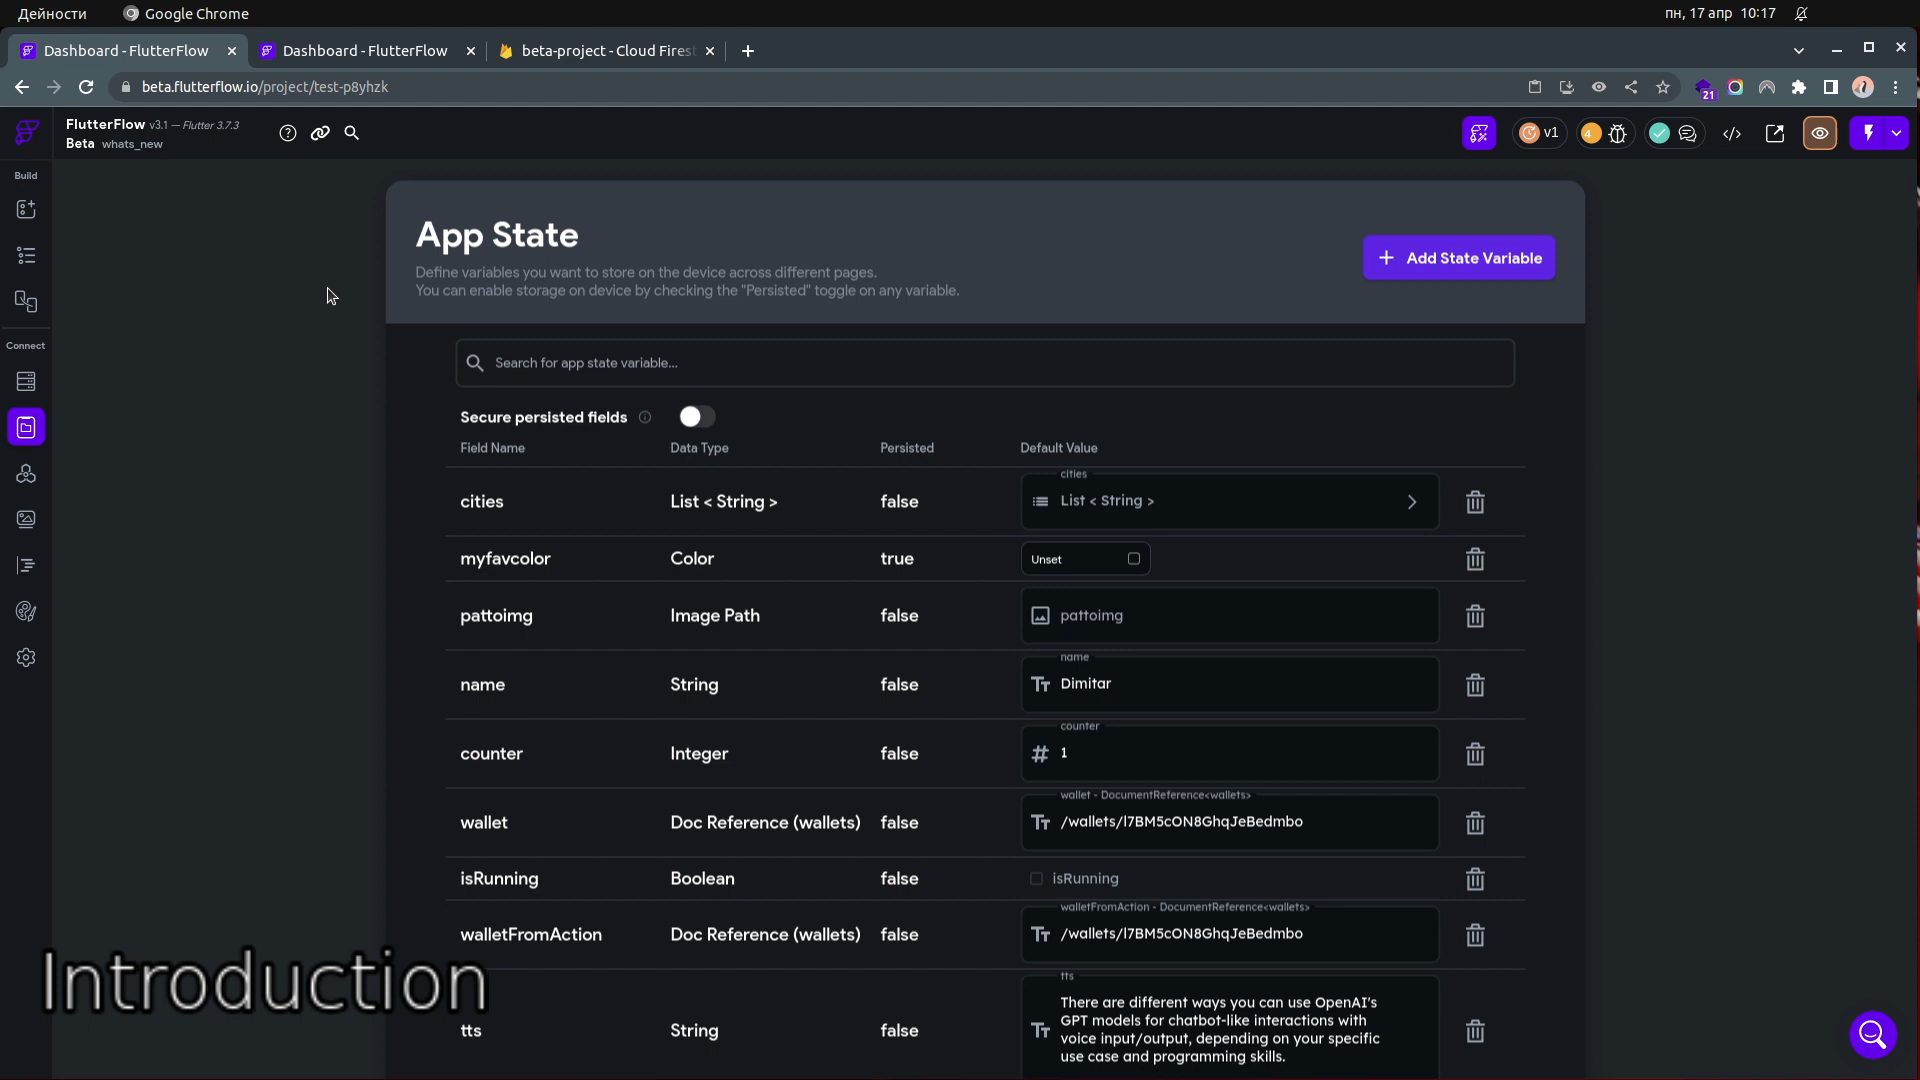 Дейности
Google Chrome
пн, 17 апр 10:17
Dashboard - FlutterFlow
Dashboard - FlutterFlow
beta-project - Cloud Firest
beta.flutterflow.io/project/test-p8yhzk
21
FlutterFlow v3.1 — Flutter 3.7.3
Beta whats_new
v1
4
Build
Connect
App State
Define variables you want to store on the device across different pages.
You can enable storage on device by checking the "Persisted" toggle on any variable.
+ Add State Variable
Search for app state variable...
Secure persisted fields
Field Name Data Type Persisted Default Value
cities
cities List < String > false List < String >
myfavcolor Color true Unset
pattoimg Image Path false pattoimg
name
name String false Tт Dimitar
counter
counter Integer false # 1
wallet - DocumentReference<wallets>
wallet Doc Reference (wallets) false Tт /wallets/l7BM5cON8GhqJeBedmbo
isRunning Boolean false isRunning
walletFromAction - DocumentReference<wallets>
walletFromAction Doc Reference (wallets) false Tт /wallets/l7BM5cON8GhqJeBedmbo
tts
tts String false Tт There are different ways you can use OpenAI's
GPT models for chatbot-like interactions with
voice input/output, depending on your specific
use case and programming skills.
Introduction